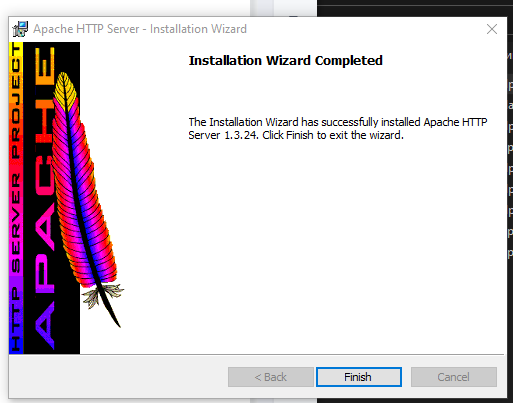 Apache HTTP Server - Installation Wizard
Installation Wizard Completed
The Installation Wizard has successfully installed Apache HTTP
Server 1.3.24. Click Finish to exit the wizard.
HTTP SERVER PROJECT
APACHE
< Back
Finish
Cancel